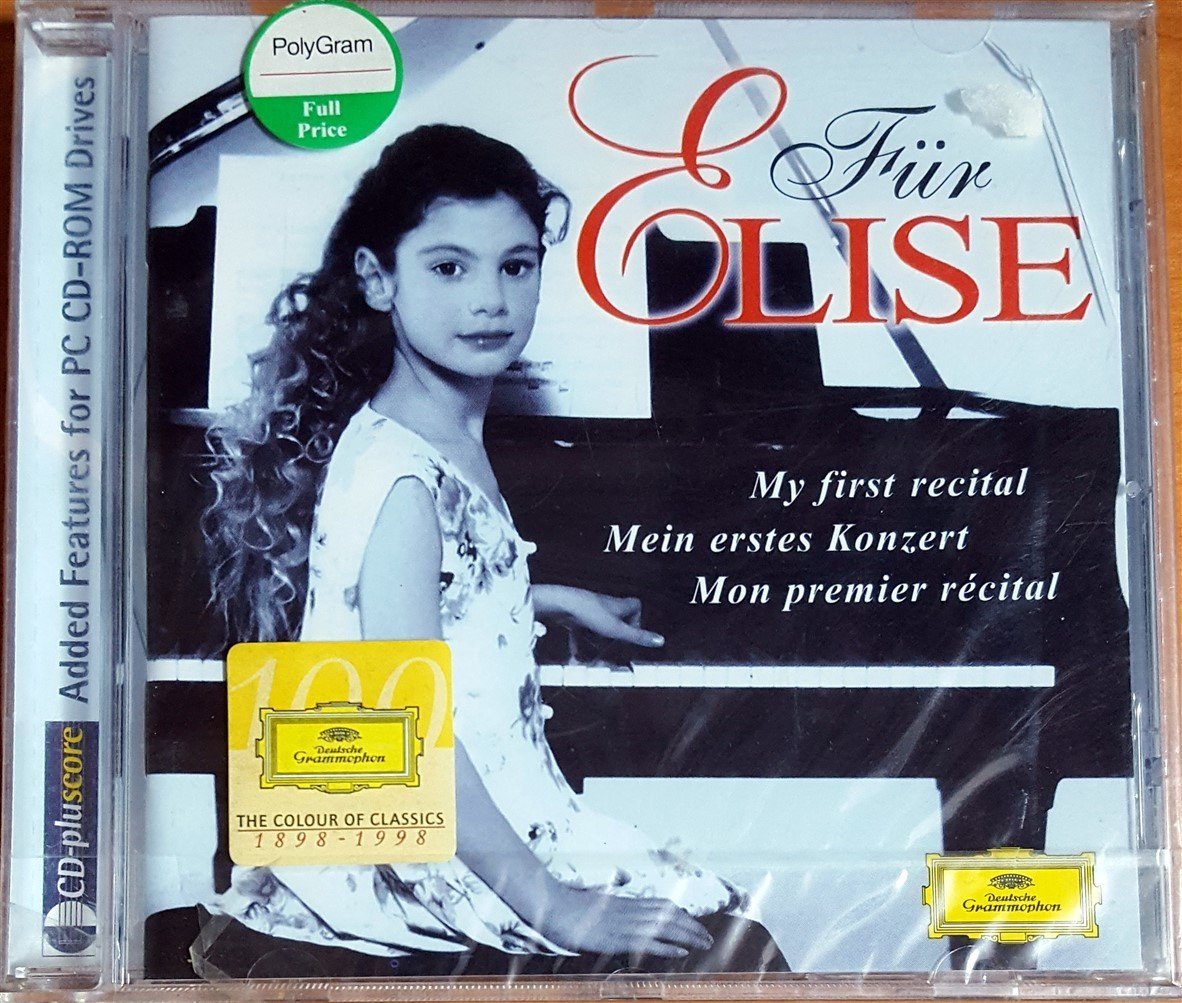 PolyGram
Full
Price
Für
ELISE
My first recital
Mein erstes Konzert
Mon premier récital
100
Deutsche
Grammophon
THE COLOUR OF CLASSICS
1898-1998
Deutsche
Grammophon
CD-pluscore Added Features for PC CD-ROM Drives